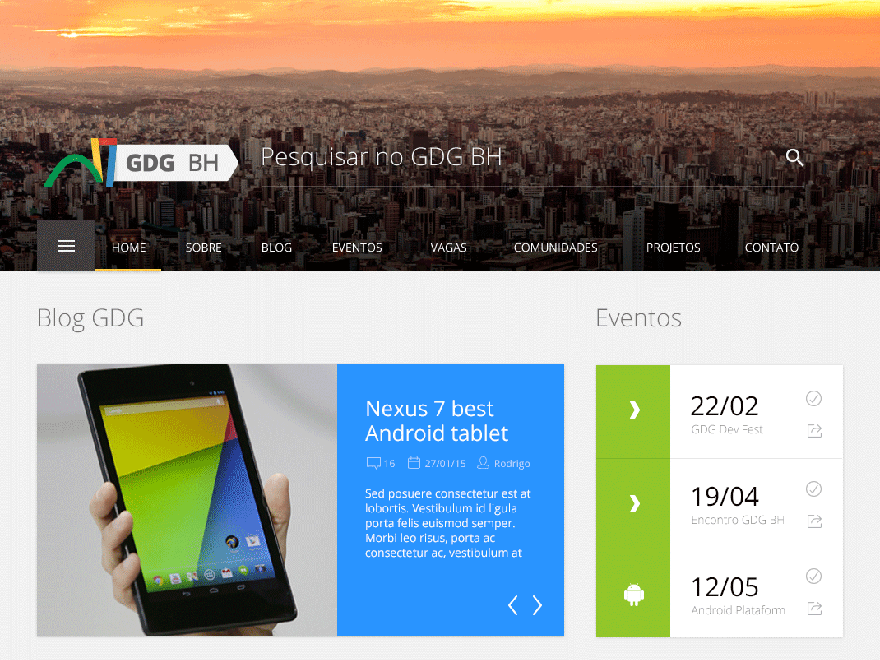 GDG BH
Pesquisar no GDG BH
HOME SOBRE BLOG EVENTOS VAGAS COMUNIDADES PROJETOS CONTATO
Blog GDG
Nexus 7 best
Android tablet
16 27/01/15 Rodrigo
Sed posuere consectetur est at
lobortis. Vestibulum id ligula
porta felis euismod semper.
Morbi leo risus, porta ac
consectetur ac, vestibulum at
Eventos
22/02
GDG Dev Fest
19/04
Encontro GDG BH
12/05
Android Plataform